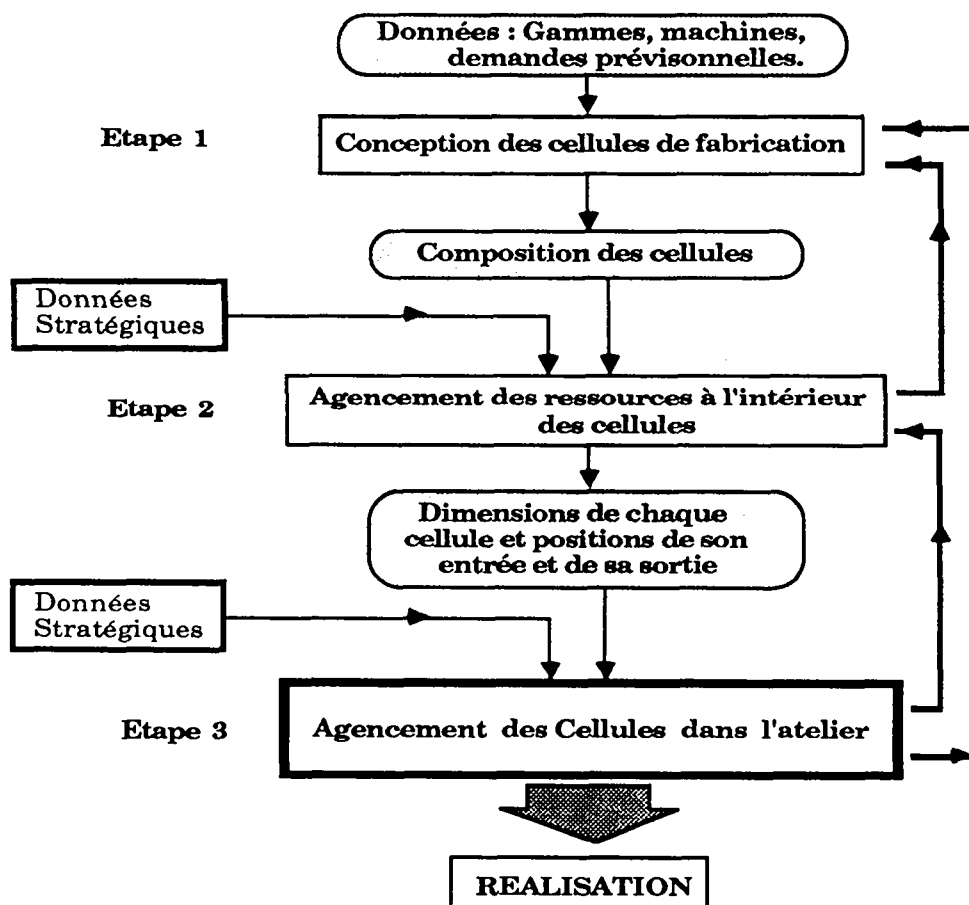 Données : Gammes, machines,
demandes prévisonnelles.
Etape 1
Conception des cellules de fabrication
Composition des cellules
Données
Stratégiques
Etape 2
Agencement des ressources à l'intérieur
des cellules
Dimensions de chaque
cellule et positions de son
entrée et de sa sortie
Données
Stratégiques
Etape 3
Agencement des Cellules dans l'atelier
REALISATION